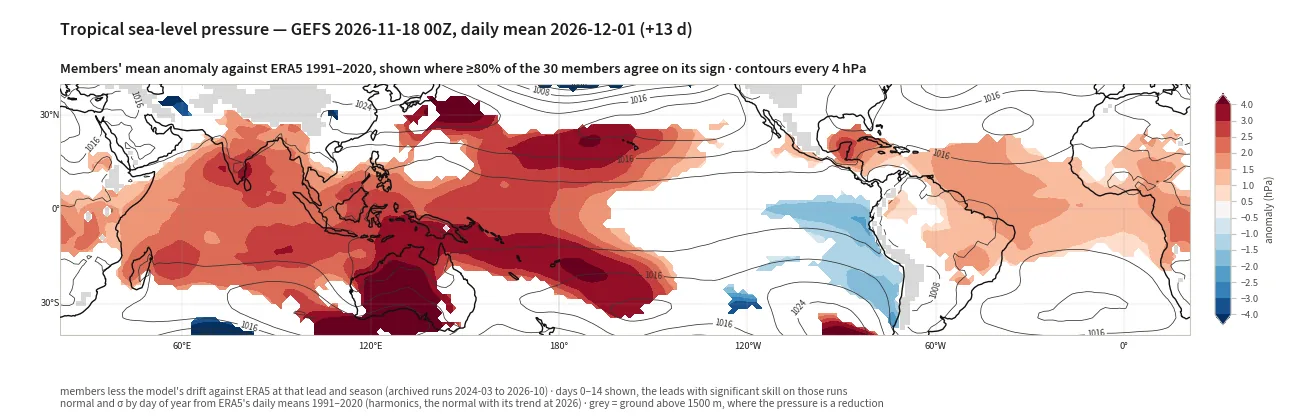 Tropical sea-level pressure — GEFS 2026-11-18 00Z, daily mean 2026-12-01 (+13 d)
Members' mean anomaly against ERA5 1991–2020, shown where ≥80% of the 30 members agree on its sign · contours every 4 hPa
1016
1024
1008
1016
1016
1016
1016
1016
1016
1016
1024
1008
1016
1016
1016
30°N
0°
30°S
60°E
120°E
180°
120°W
60°W
0°
4.0
3.0
2.5
2.0
1.5
1.0
0.5
−0.5
−1.0
−1.5
−2.0
−2.5
−3.0
−4.0
anomaly (hPa)
members less the model's drift against ERA5 at that lead and season (archived runs 2024-03 to 2026-10) · days 0–14 shown, the leads with significant skill on those runs
normal and σ by day of year from ERA5's daily means 1991–2020 (harmonics, the normal with its trend at 2026) · grey = ground above 1500 m, where the pressure is a reduction